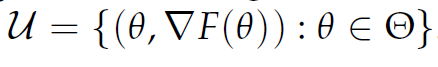 𝒰 = {(θ, ∇F(θ)) : θ ∈ Θ}